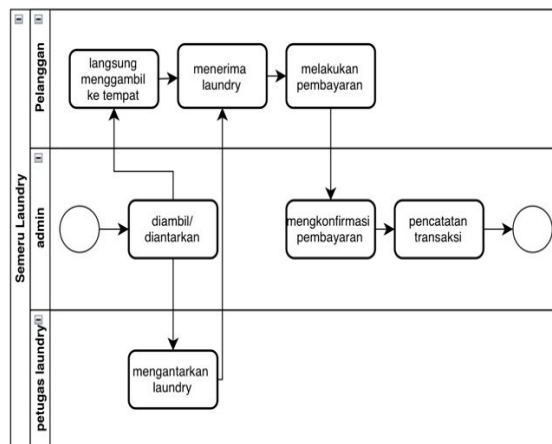 Semeru Laundry
Pelanggan
langsung
menggambil
ke tempat
menerima
laundry
melakukan
pembayaran
admin
diambil/
diantarkan
mengkonfirmasi
pembayaran
pencatatan
transaksi
petugas laundry
mengantarkan
laundry